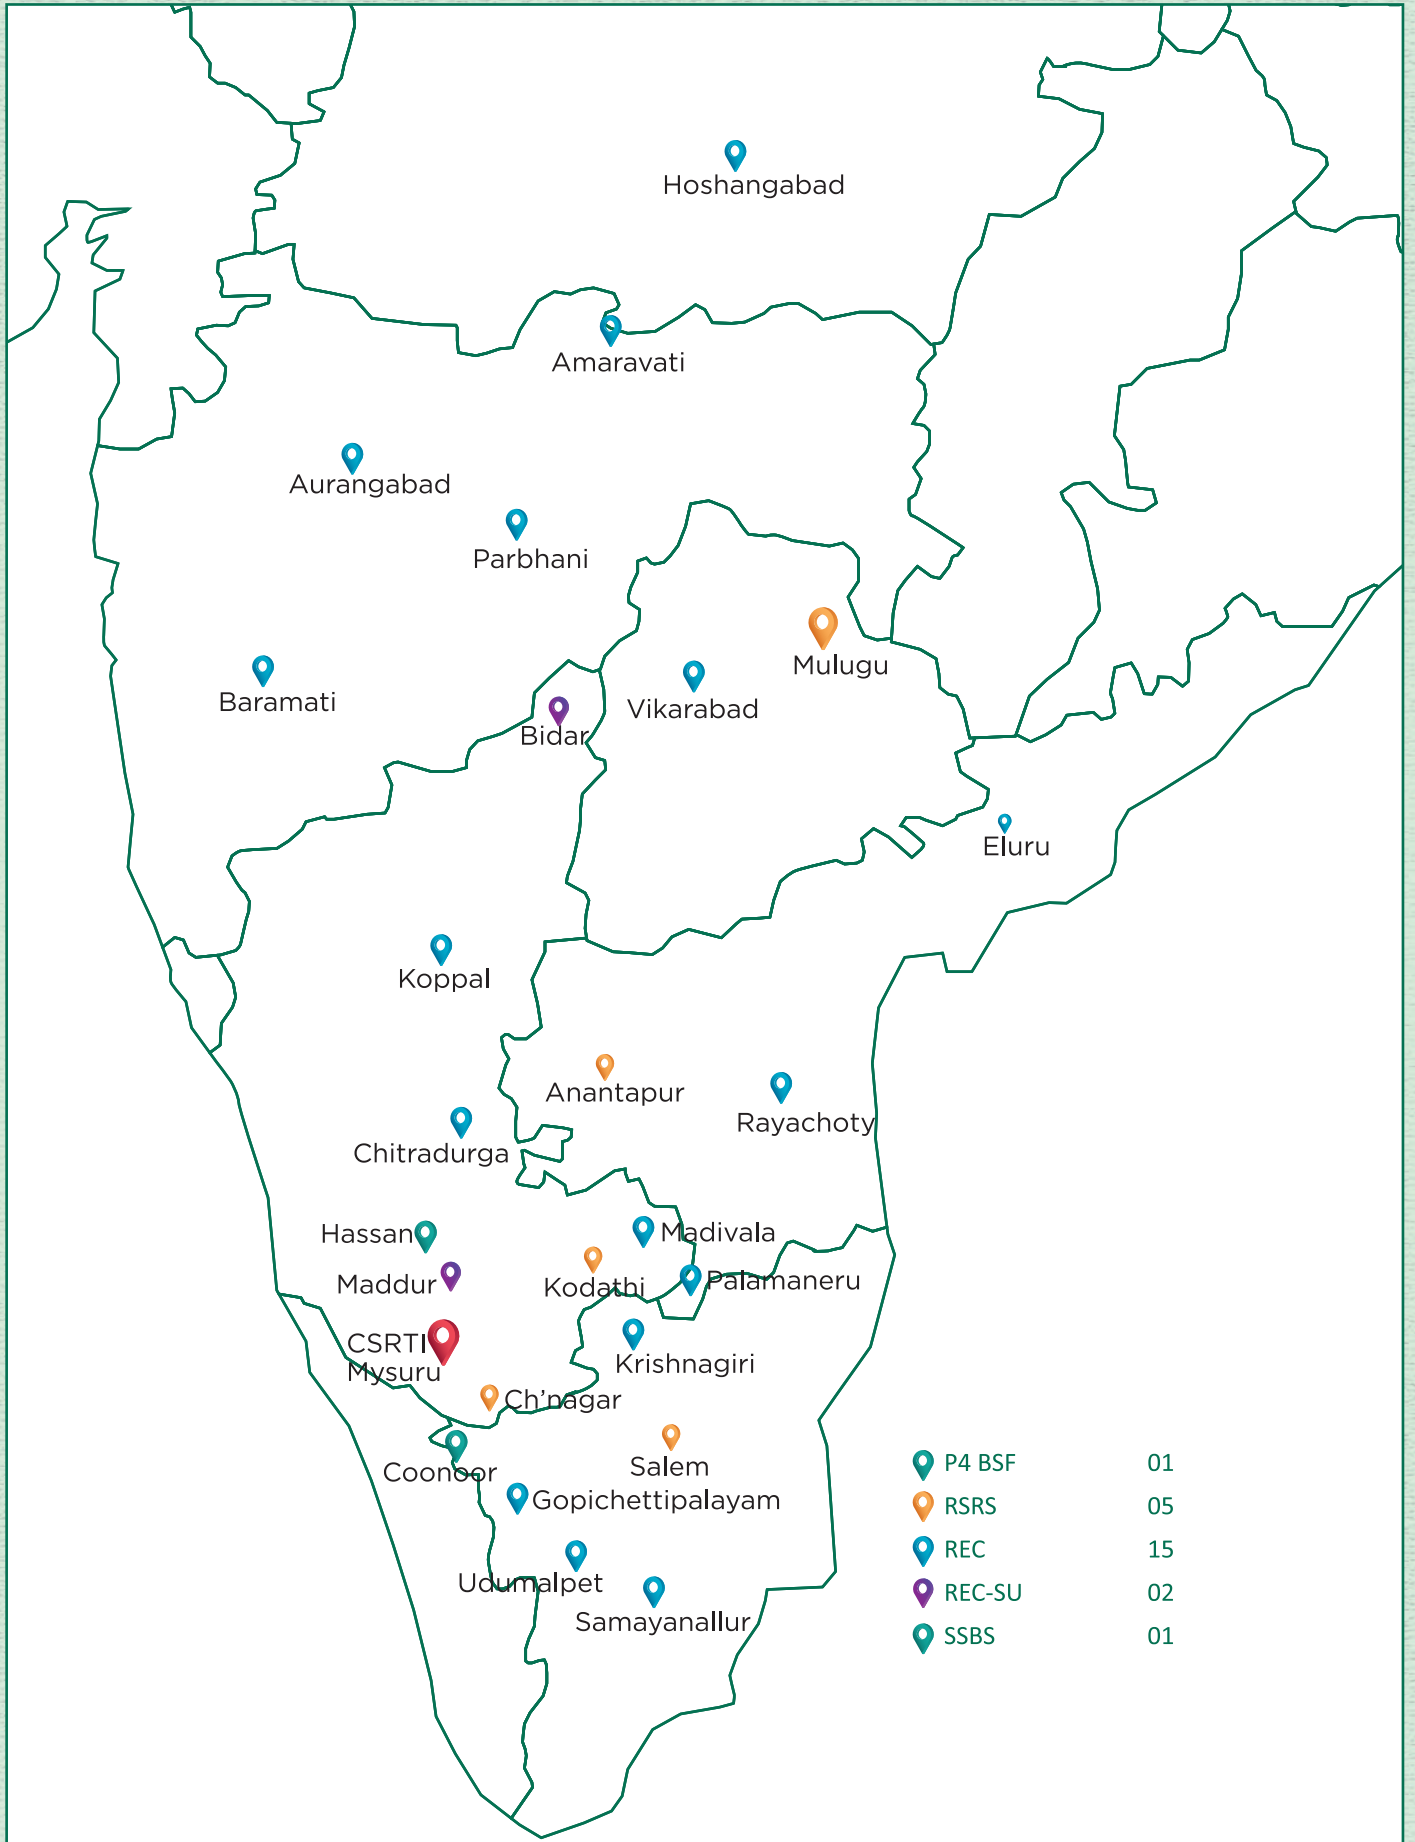 Hoshangabad
Amaravati
Aurangabad
Parbhani
Mulugu
Baramati
Vikarabad
Bidar
Eluru
Koppal
Anantapur
Rayachoty
Chitradurga
Hassan
Madivala
Maddur
Kodathi
Palamaneru
CSRTI
Mysuru
Krishnagiri
Ch'nagar
Salem
Coonoor
Gopichettipalayam
Udumalpet
Samayanallur
P4 BSF 01
RSRS 05
REC 15
REC-SU 02
SSBS 01